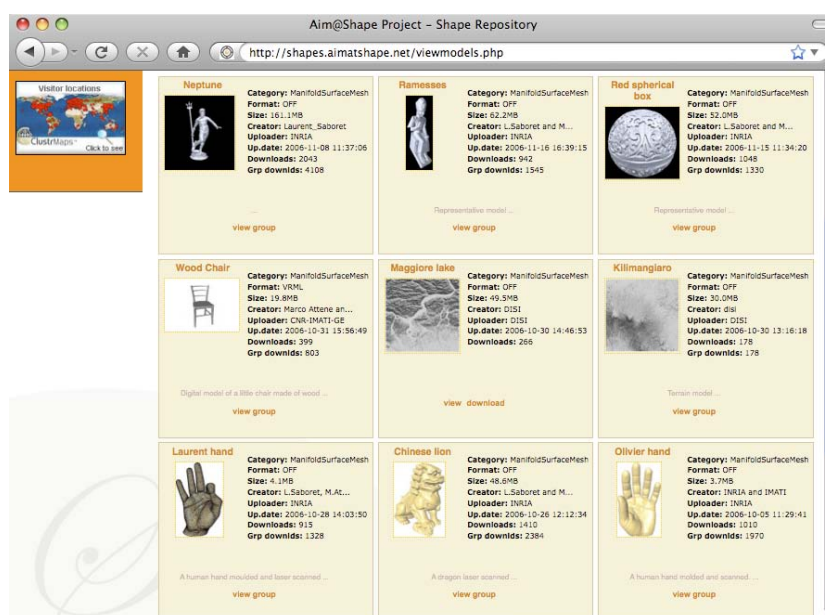 Aim@Shape Project – Shape Repository
http://shapes.aimatshape.net/viewmodels.php
Visitor locations
ClustrMaps
Click to see
Neptune
Category: ManifoldSurfaceMesh
Format: OFF
Size: 161.1MB
Creator: Laurent_Saboret
Uploader: INRIA
Up.date: 2006-11-08 11:37:06
Downloads: 2043
Grp downlds: 4108
...
view group
Ramesses
Category: ManifoldSurfaceMesh
Format: OFF
Size: 62.2MB
Creator: L.Saboret and M...
Uploader: INRIA
Up.date: 2006-11-16 16:39:15
Downloads: 942
Grp downlds: 1545
Representative model ...
view group
Red spherical
box
Category: ManifoldSurfaceMesh
Format: OFF
Size: 52.0MB
Creator: L.Saboret and M...
Uploader: INRIA
Up.date: 2006-11-15 11:34:20
Downloads: 1048
Grp downlds: 1330
Representative model ...
view group
Wood Chair
Category: ManifoldSurfaceMesh
Format: VRML
Size: 19.8MB
Creator: Marco Attene an...
Uploader: CNR-IMATI-GE
Up.date: 2006-10-31 15:56:49
Downloads: 399
Grp downlds: 803
Digital model of a little chair made of wood ...
view group
Maggiore lake
Category: ManifoldSurfaceMesh
Format: OFF
Size: 49.5MB
Creator: DISI
Uploader: DISI
Up.date: 2006-10-30 14:46:53
Downloads: 266
view download
Kilimangiaro
Category: ManifoldSurfaceMesh
Format: OFF
Size: 30.0MB
Creator: disi
Uploader: DISI
Up.date: 2006-10-30 13:16:18
Downloads: 178
Grp downlds: 178
Terrain model ...
view group
Laurent hand
Category: ManifoldSurfaceMesh
Format: OFF
Size: 4.1MB
Creator: L.Saboret, M.At...
Uploader: INRIA
Up.date: 2006-10-28 14:03:50
Downloads: 915
Grp downlds: 1328
A human hand moulded and laser scanned ...
view group
Chinese lion
Category: ManifoldSurfaceMesh
Format: OFF
Size: 48.6MB
Creator: L.Saboret and M...
Uploader: INRIA
Up.date: 2006-10-26 12:12:34
Downloads: 1410
Grp downlds: 2384
A dragon laser scanned ...
view group
Olivier hand
Category: ManifoldSurfaceMesh
Format: OFF
Size: 3.7MB
Creator: INRIA and IMATI
Uploader: INRIA
Up.date: 2006-10-05 11:29:41
Downloads: 1010
Grp downlds: 1970
A human hand molded and scanned. ...
view group